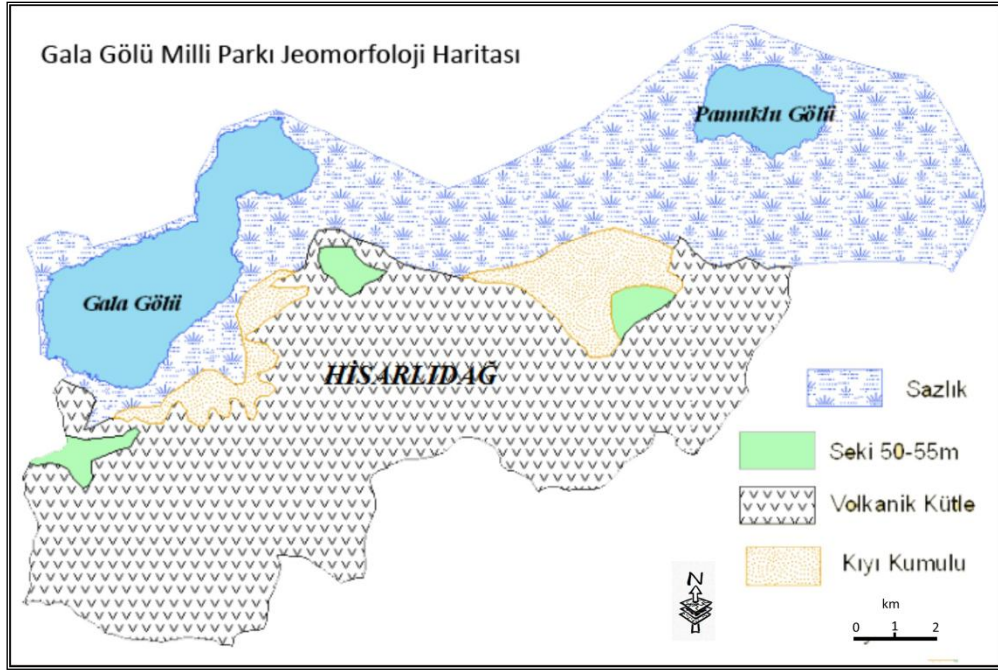 Gala Gölü Milli Parkı Jeomorfoloji Haritası
Pamuklu Gölü
Gala Gölü
HİSARLIDAĞ
Sazlık
Seki 50-55m
Volkanik Kütle
Kıyı Kumulu
N
km
0 1 2